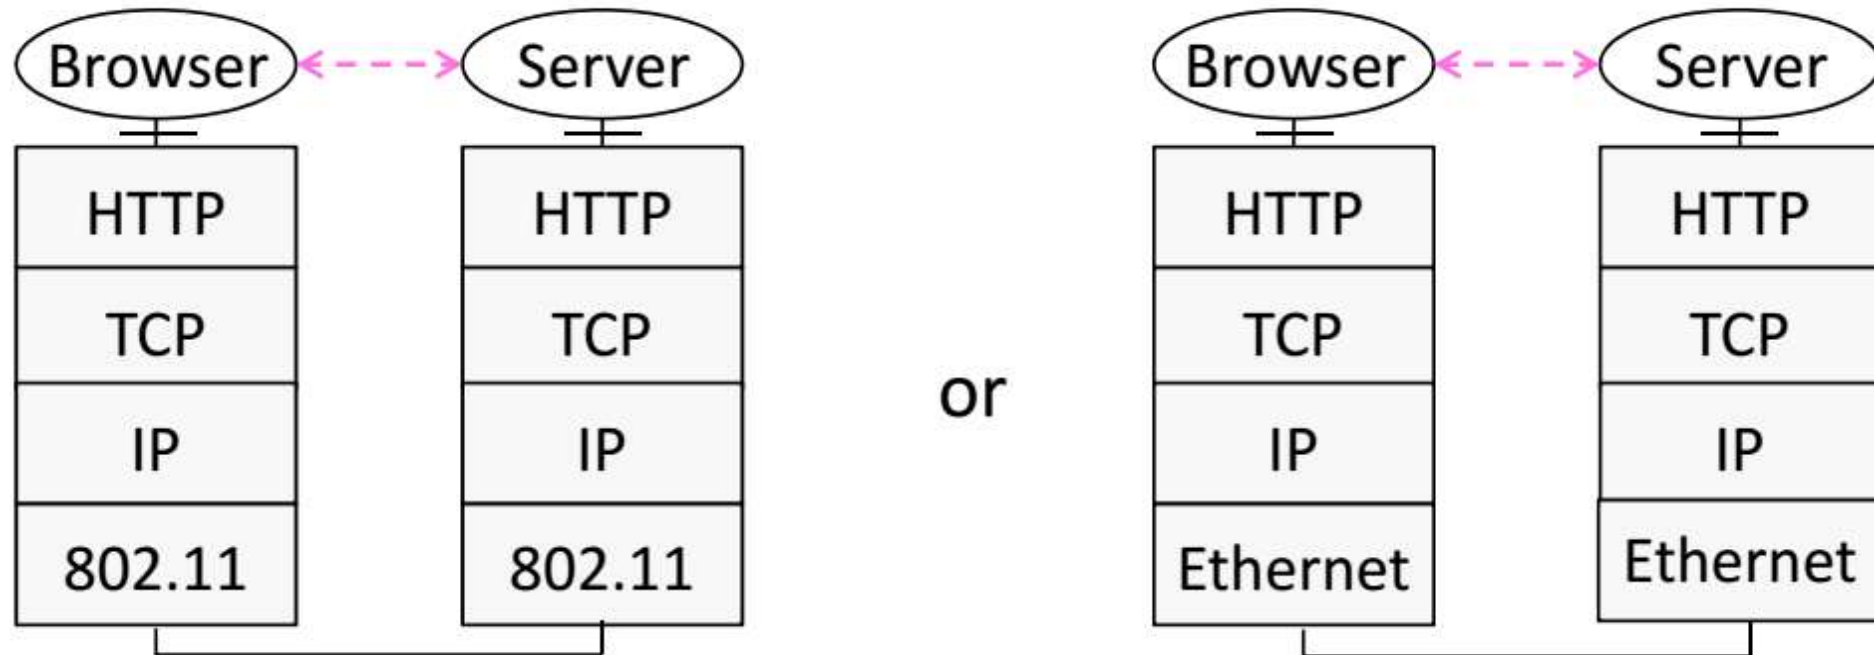 Browser Server Browser Server
HTTP HTTP HTTP HTTP
TCP TCP TCP TCP
or
IP IP IP IP
802.11 802.11 Ethernet Ethernet